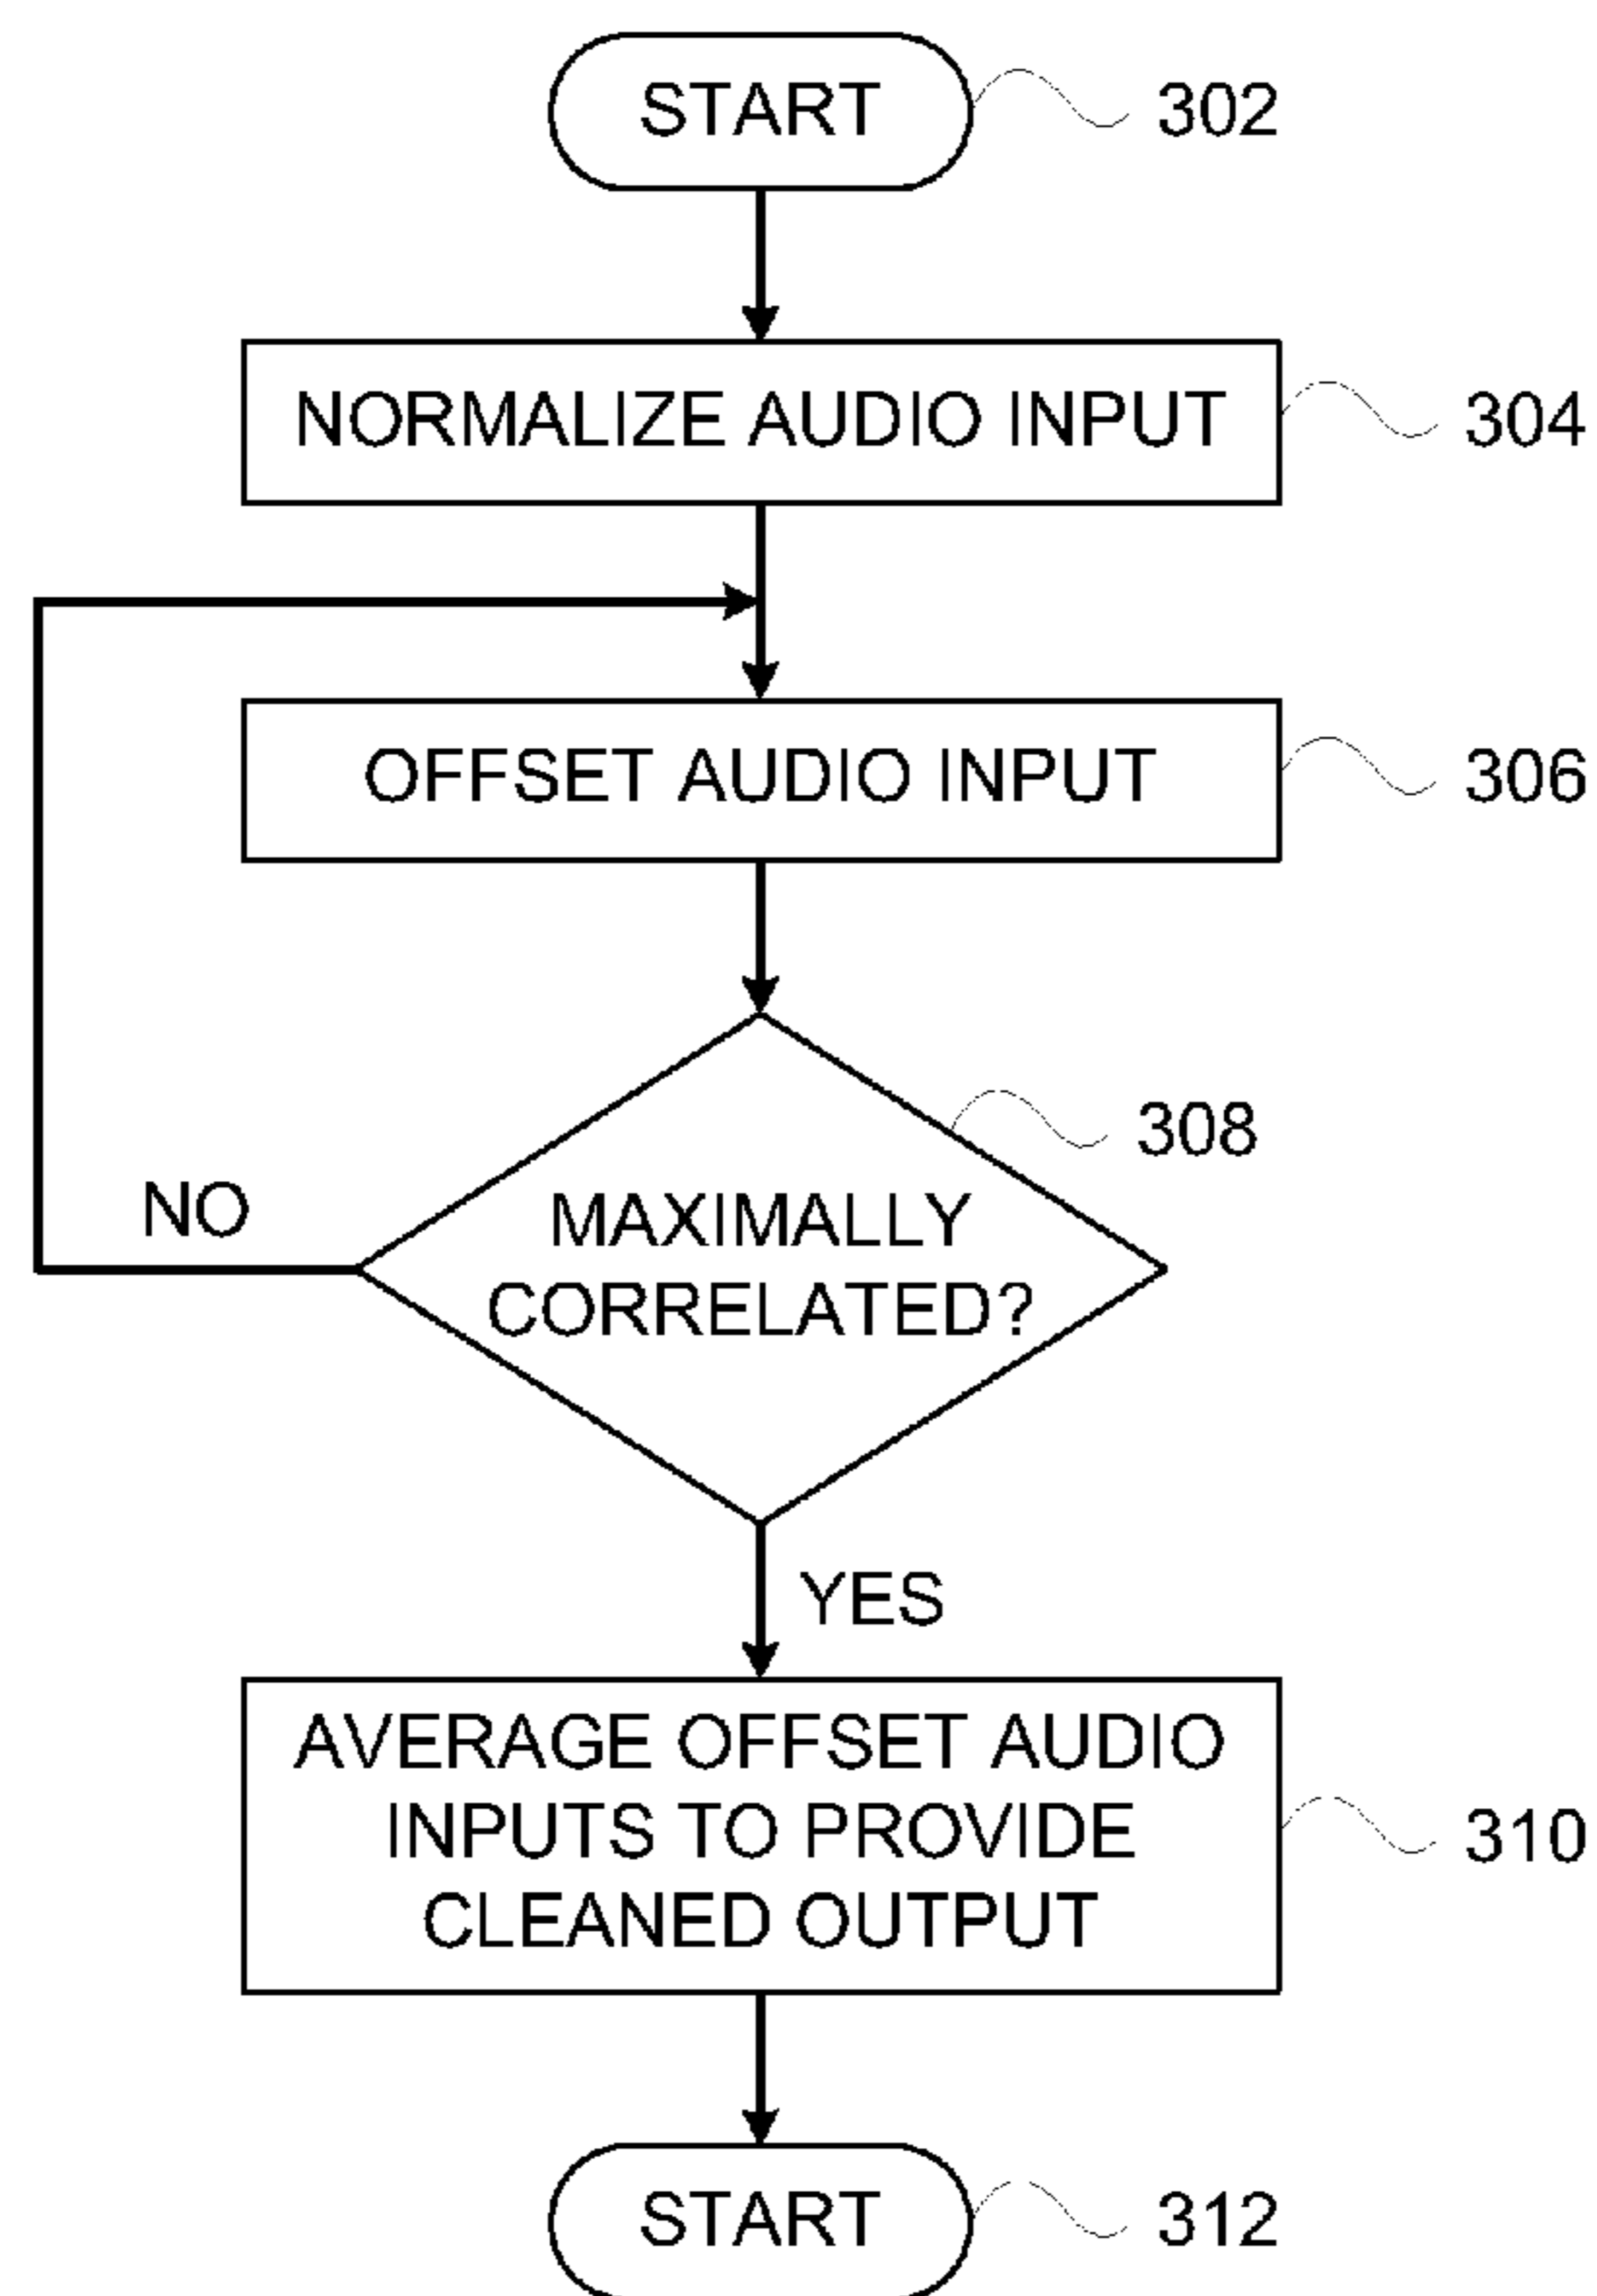 START
302
NORMALIZE AUDIO INPUT
304
OFFSET AUDIO INPUT
306
308
MAXIMALLY
CORRELATED?
NO
YES
AVERAGE OFFSET AUDIO
INPUTS TO PROVIDE
CLEANED OUTPUT
310
START
312